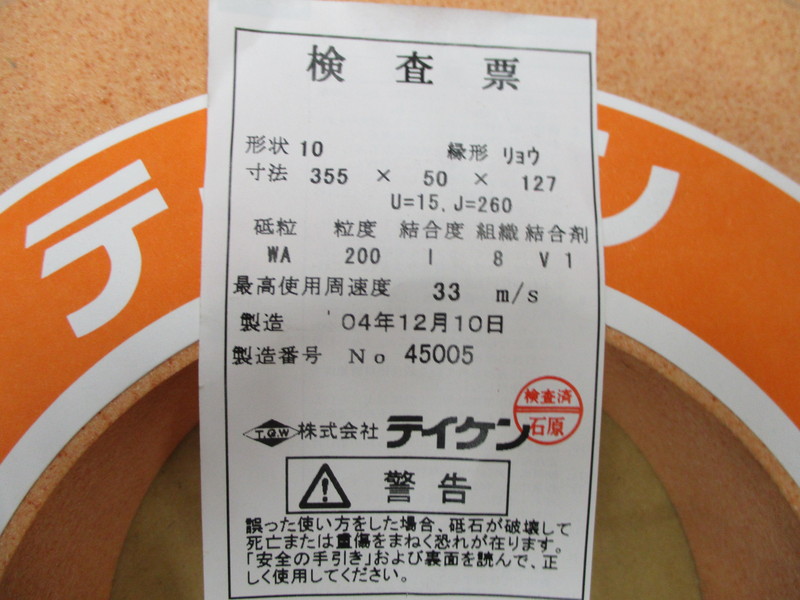 検査票
形状 10 縁形 リョウ
寸法 355 × 50 × 127
U=15.J=260
砥粒 粒度 結合度 組織 結合剤
WA 200 I 8 V 1
最高使用周速度 33 m/s
製造 '04年12月10日
製造番号 No 45005
T.G.W 株式会社 テイケン
検査済
石原
警告
誤った使い方をした場合、砥石が破壊して
死亡または重傷をまねく恐れが在ります。
「安全の手引き」および裏面を読んで、正
しく使用してください。
テ
ン